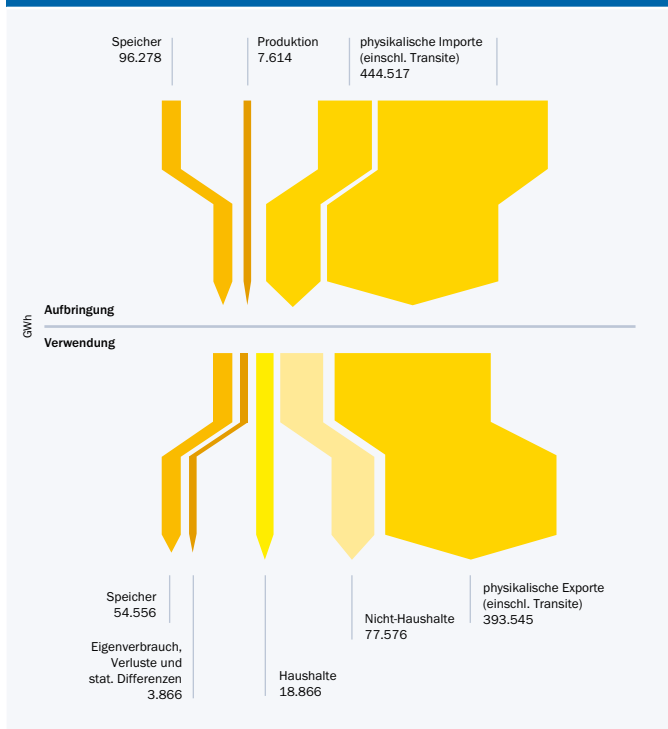 Speicher
96.278
Produktion
7.614
physikalische Importe
(einschl. Transite)
444.517
GWh
Aufbringung
Verwendung
Speicher
54.556
Eigenverbrauch,
Verluste und
stat. Differenzen
3.866
Haushalte
18.866
Nicht-Haushalte
77.576
physikalische Exporte
(einschl. Transite)
393.545